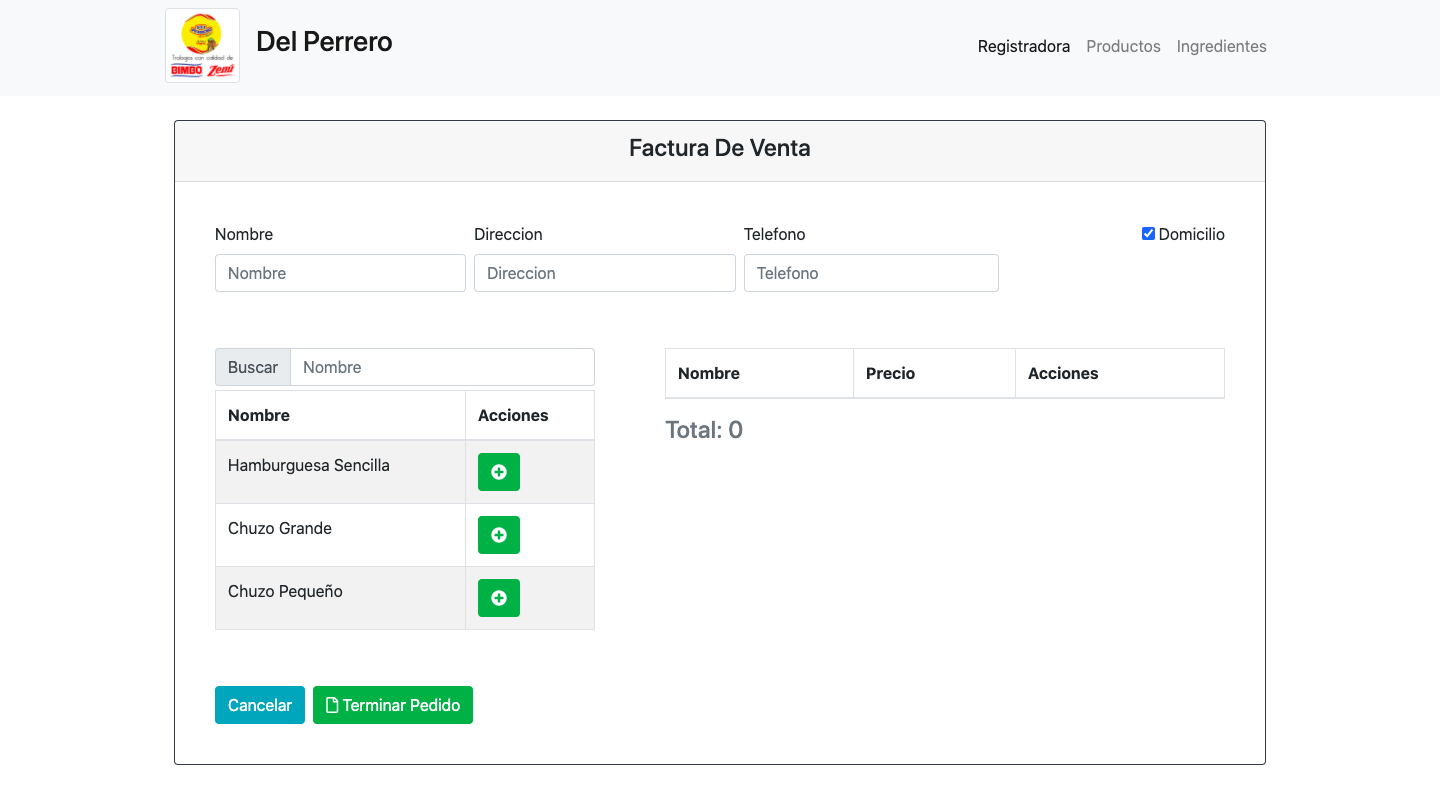 Trabajos con calidad de
BIMBO Zenú
Del Perrero
Registradora Productos Ingredientes
Factura De Venta
Nombre Direccion Telefono Domicilio
Nombre Direccion Telefono
Buscar Nombre
Nombre Acciones
Hamburguesa Sencilla
Chuzo Grande
Chuzo Pequeño
Nombre Precio Acciones
Total: 0
Cancelar Terminar Pedido